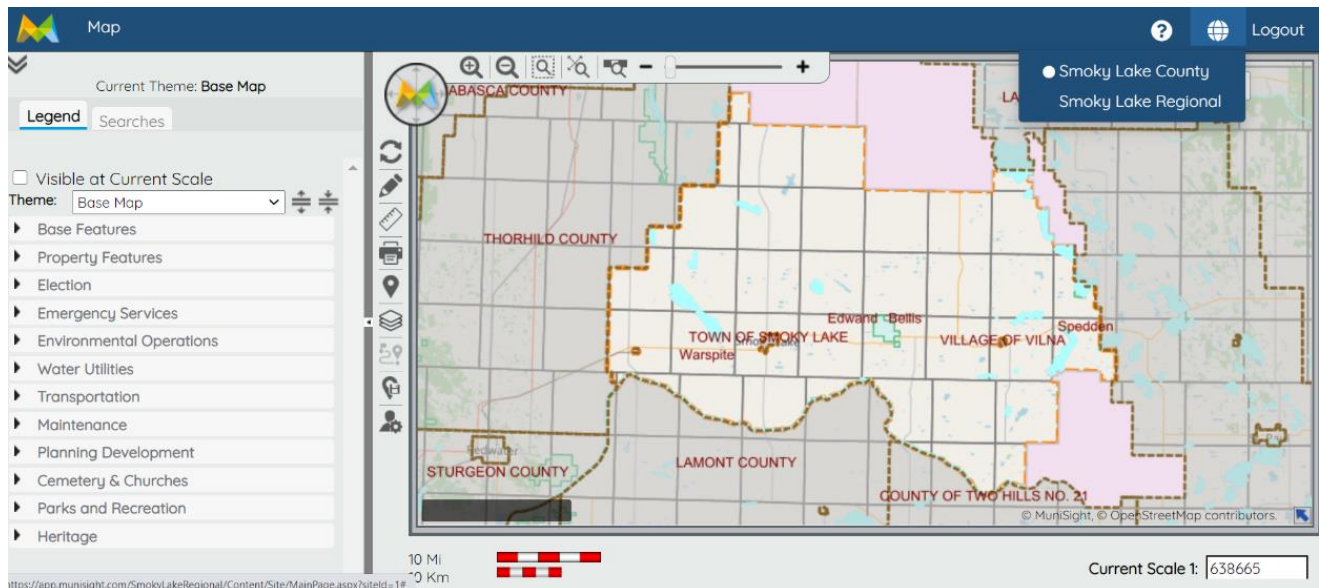 Map
Logout
Smoky Lake County
Smoky Lake Regional
Current Theme: Base Map
Legend
Searches
Visible at Current Scale
Theme: Base Map
Base Features
Property Features
Election
Emergency Services
Environmental Operations
Water Utilities
Transportation
Maintenance
Planning Development
Cemetery & Churches
Parks and Recreation
Heritage
ABASCA COUNTY
LA
THORHILD COUNTY
Edwand Bellis
TOWN OF SMOKY LAKE
VILLAGE OF VILNA
Spedden
Warspite
Redwater
STURGEON COUNTY
LAMONT COUNTY
COUNTY OF TWO HILLS NO. 21
© MuniSight, © OpenStreetMap contributors.
10 Mi
10 Km
Current Scale 1: 638665
https://app.munisight.com/SmokyLakeRegional/Content/Site/MainPage.aspx?siteId=1#